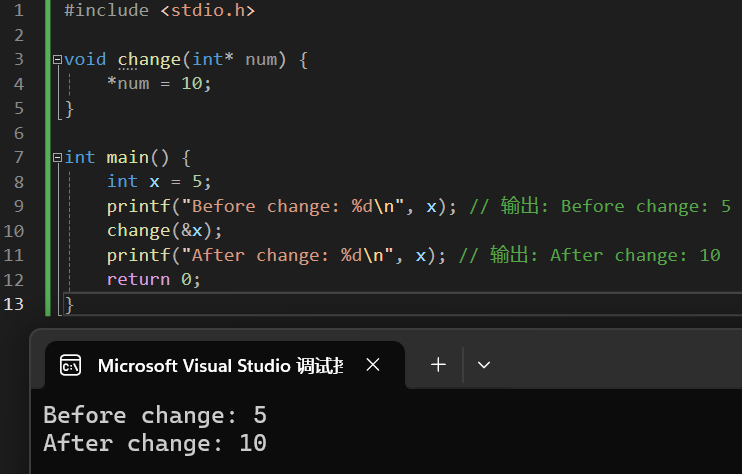 1 #include <stdio.h>
2
3 void change(int* num) {
4 *num = 10;
5 }
6
7 int main() {
8 int x = 5;
9 printf("Before change: %d\n", x); // 输出: Before change: 5
10 change(&x);
11 printf("After change: %d\n", x); // 输出: After change: 10
12 return 0;
13 }
Microsoft Visual Studio 调试
Before change: 5
After change: 10